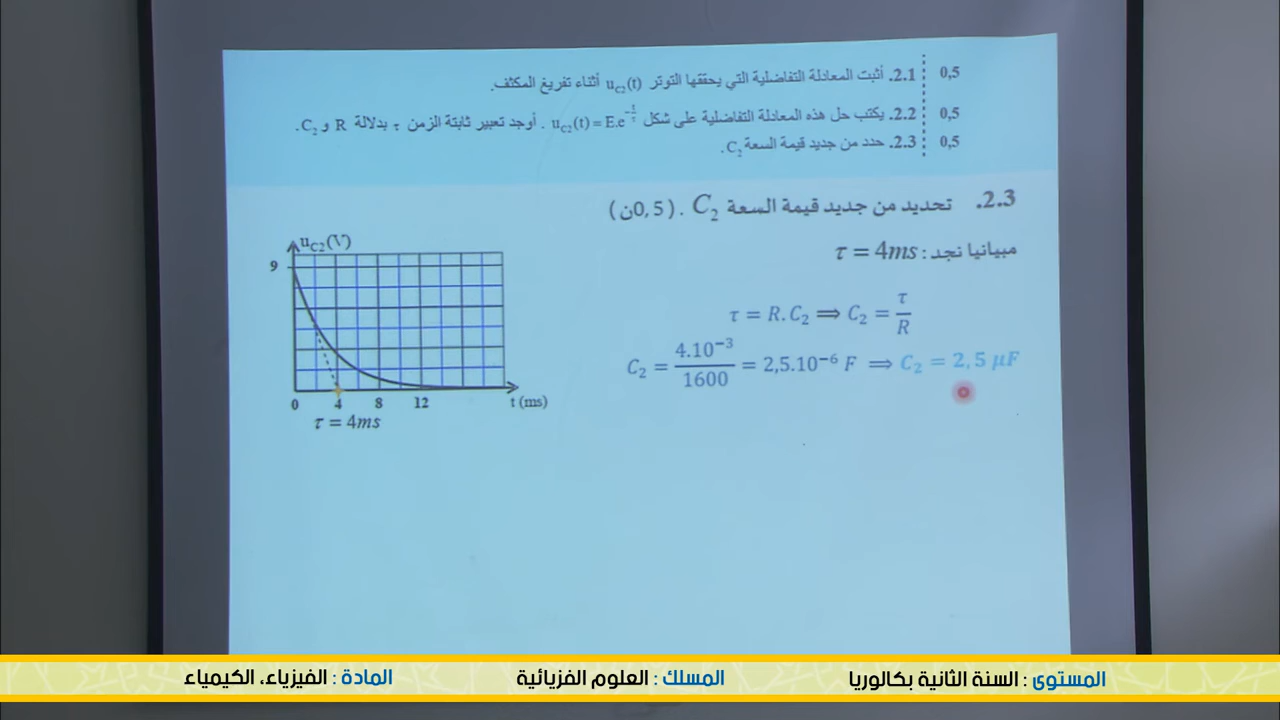 0,5 2.1. أثبت المعادلة التفاضلية التي يحققها التوتر u_C2(t) أثناء تفريغ المكثف.
0,5 2.2. يكتب حل هذه المعادلة التفاضلية على شكل u_C2(t) = E.e^(-t/τ) . أوجد تعبير ثابتة الزمن τ بدلالة R و C₂.
0,5 2.3. حدد من جديد قيمة السعة C₂.
2.3. تحديد من جديد قيمة السعة C₂ . (0,5ن)
مبيانيا نجد : τ = 4ms
τ = R.C₂ ⟹ C₂ = τ/R
C₂ = 4.10⁻³/1600 = 2,5.10⁻⁶ F ⟹ C₂ = 2,5 μF
u_C2(V)
9
0 4 8 12 t (ms)
τ = 4ms
المستوى : السنة الثانية بكالوريا المسلك : العلوم الفزيائية المادة : الفيزياء، الكيمياء